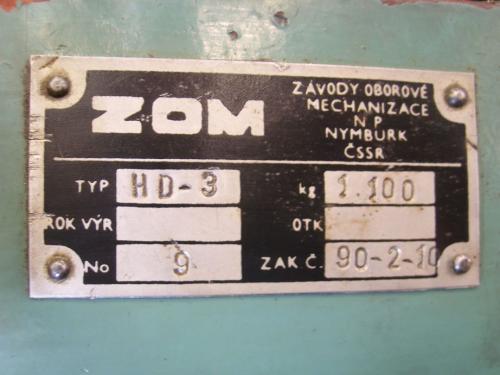 ZOM
ZÁVODY OBOROVÉ
MECHANIZACE
N P
NYMBURK
ČSSR
TYP HD-3 kg 1.100
ROK VÝR OTK
No 9 ZAK Č. 90-2-10